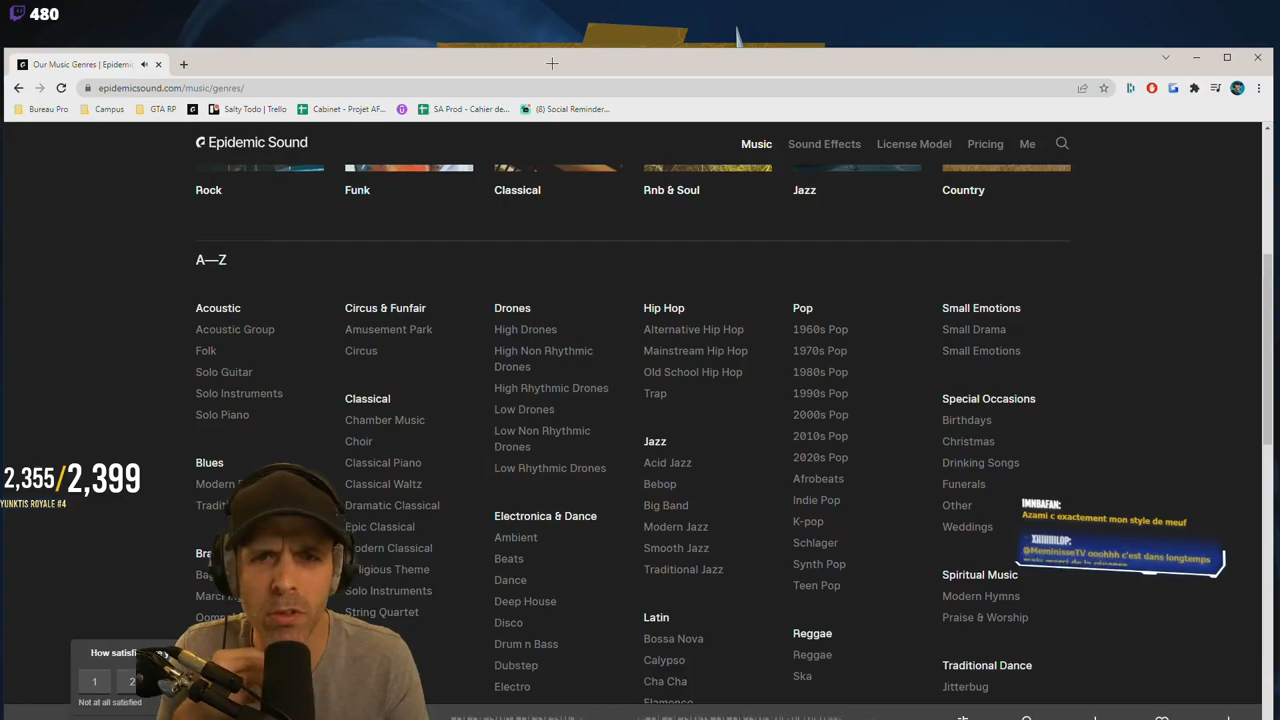 480
Our Music Genres | Epidemic
epidemicsound.com/music/genres/
Bureau Pro
Campus
GTA RP
Salty Todo | Trello
Cabinet - Projet AF...
SA Prod - Cahier de...
(8) Social Reminder...
Epidemic Sound
Music
Sound Effects
License Model
Pricing
Me
Rock
Funk
Classical
Rnb & Soul
Jazz
Country
A—Z
Acoustic
Acoustic Group
Folk
Solo Guitar
Solo Instruments
Solo Piano
Blues
Modern
Circus & Funfair
Amusement Park
Circus
Classical
Chamber Music
Choir
Classical Piano
Classical Waltz
Dramatic Classical
Epic Classical
Modern Classical
Religious Theme
Solo Instruments
String Quartet
Drones
High Drones
High Non Rhythmic
Drones
High Rhythmic Drones
Low Drones
Low Non Rhythmic
Drones
Low Rhythmic Drones
Electronica & Dance
Ambient
Beats
Dance
Deep House
Disco
Drum n Bass
Dubstep
Electro
Hip Hop
Alternative Hip Hop
Mainstream Hip Hop
Old School Hip Hop
Trap
Jazz
Acid Jazz
Bebop
Big Band
Modern Jazz
Smooth Jazz
Traditional Jazz
Latin
Bossa Nova
Calypso
Cha Cha
Flamenco
Pop
1960s Pop
1970s Pop
1980s Pop
1990s Pop
2000s Pop
2010s Pop
2020s Pop
Afrobeats
Indie Pop
K-pop
Schlager
Synth Pop
Teen Pop
Reggae
Reggae
Ska
Small Emotions
Small Drama
Small Emotions
Special Occasions
Birthdays
Christmas
Drinking Songs
Funerals
Other
Weddings
Spiritual Music
Modern Hymns
Praise & Worship
Traditional Dance
Jitterbug
2,355/2,399
YUNKTIS ROYALE #4
IMNBAFAN:
Azami c exactement mon style de meuf
@MeminisseTV ooohhh c'est dans longtemps
mais merci de la réponse
How satisf
1
2
Not at all satisfied